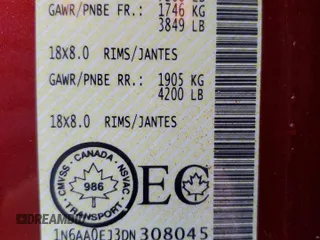 GAWR/PNBE FR.: 1746 KG
3849 LB
18x8.0 RIMS/JANTES
GAWR/PNBE RR.: 1905 KG
4200 LB
18x8.0 RIMS/JANTES
CMVSS - CANADA - NSVAC
986
TRANSPORT
EC
1N6AA0EJ3DN308045
DREAMBID